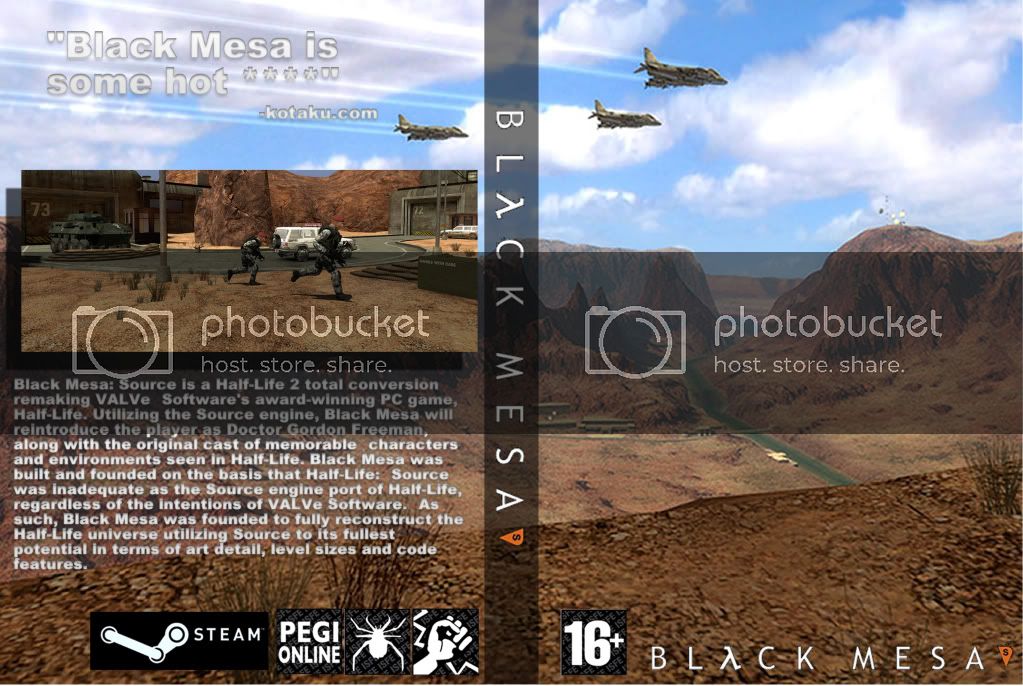 "Black Mesa is
some hot ****"
-kotaku.com
73
photobucket
host. store. share.
Black Mesa: Source is a Half-Life 2 total conversion
remaking VALVe Software's award-winning PC game,
Half-Life. Utilizing the Source engine, Black Mesa will
reintroduce the player as Doctor Gordon Freeman,
along with the original cast of memorable characters
and environments seen in Half-Life. Black Mesa was
built and founded on the basis that Half-Life: Source
was inadequate as the Source engine port of Half-Life,
regardless of the intentions of VALVe Software. As
such, Black Mesa was founded to fully reconstruct the
Half-Life universe utilizing Source to its fullest
potential in terms of art detail, level sizes and code
features.
STEAM
PEGI
ONLINE
BLλCK MESA
S
photobucket
host. store. share.
16+
BLλCK MESA
S